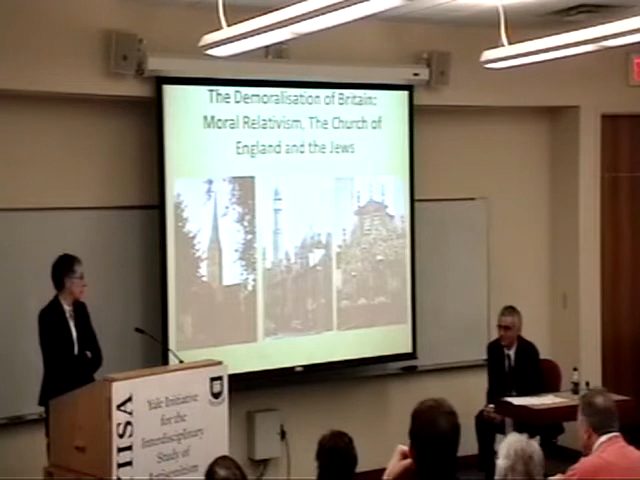 The Demoralisation of Britain:
Moral Relativism, The Church of
England and the Jews
YIISA
Yale Initiative
for the
Interdisciplinary
Study of
Antisemitism